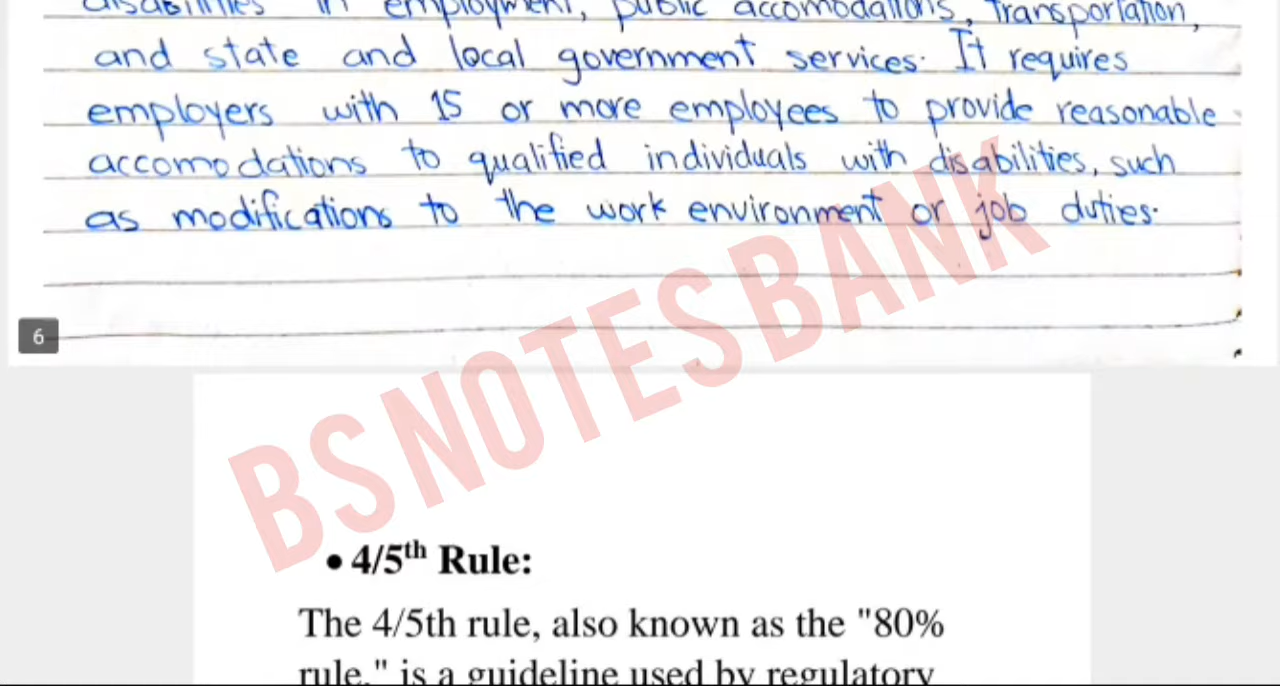 disabilities in employment, public accomodations, transportation,
and state and local government services. It requires
employers with 15 or more employees to provide reasonable
accomodations to qualified individuals with disabilities, such
as modifications to the work environment or job duties.
6
BS NOTES BANK
• 4/5th Rule:
The 4/5th rule, also known as the "80%
rule," is a guideline used by regulatory